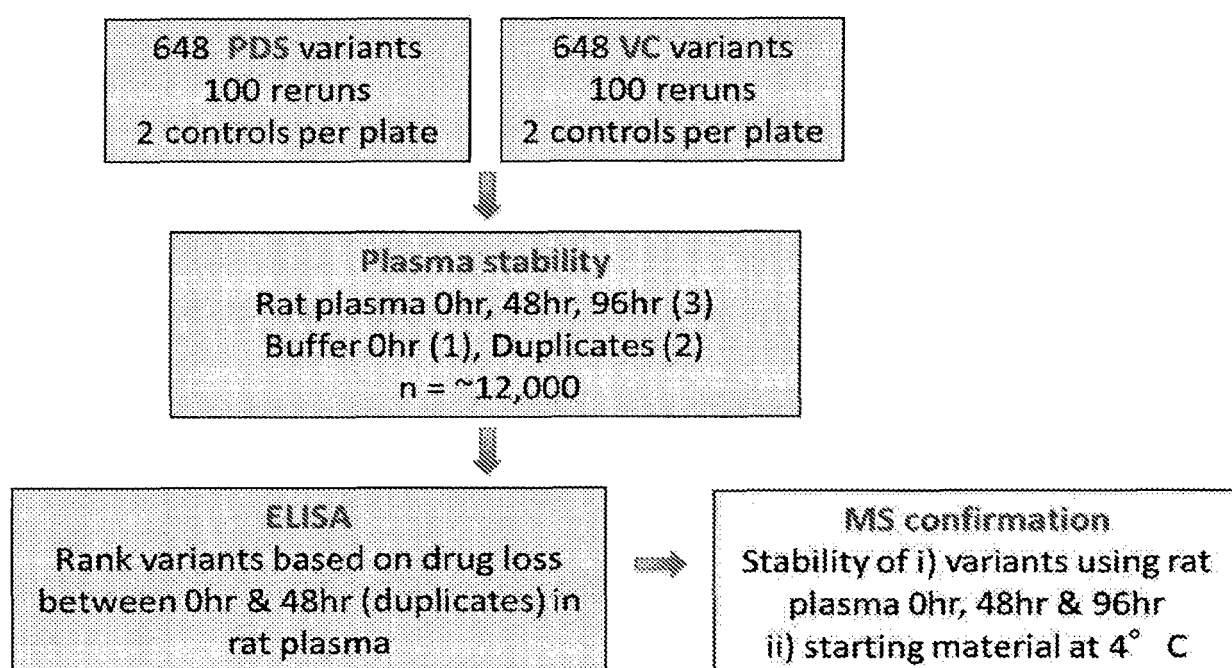 648 PDS variants
100 reruns
2 controls per plate
648 VC variants
100 reruns
2 controls per plate
Plasma stability
Rat plasma 0hr, 48hr, 96hr (3)
Buffer 0hr (1), Duplicates (2)
n = ~12,000
ELISA
Rank variants based on drug loss
between 0hr & 48hr (duplicates) in
rat plasma
MS confirmation
Stability of i) variants using rat
plasma 0hr, 48hr & 96hr
ii) starting material at 4° C